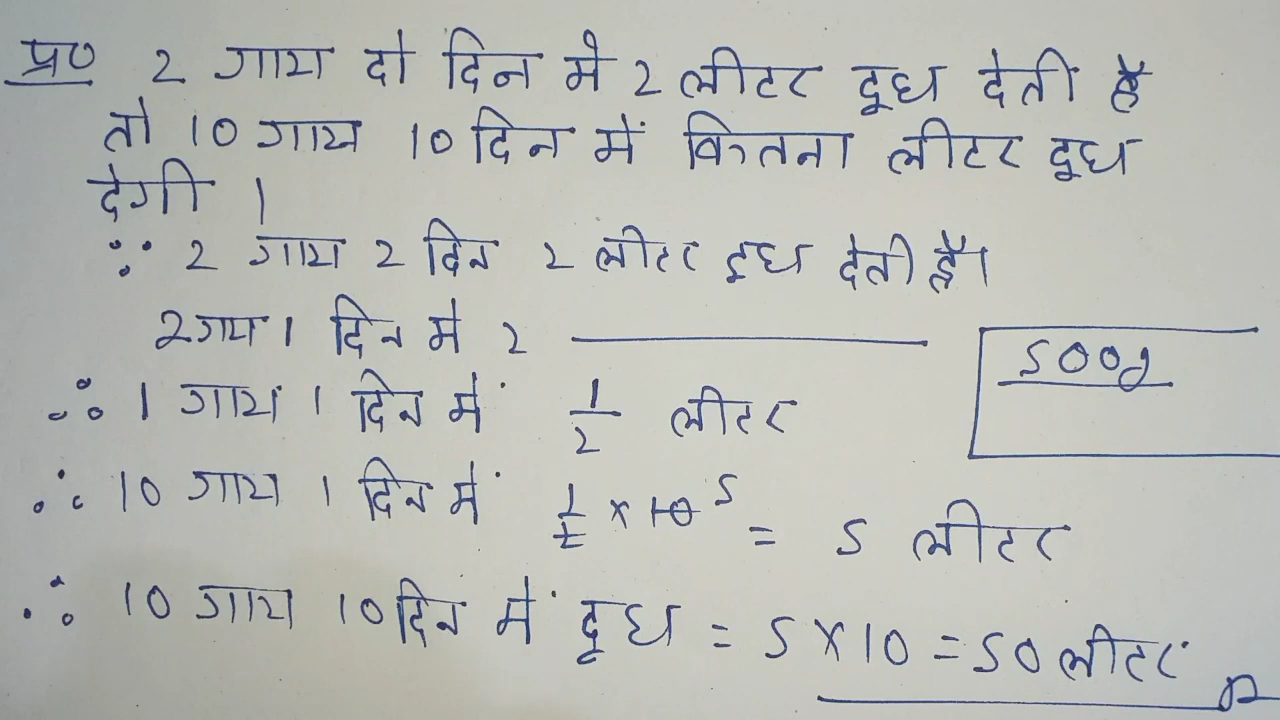 प्र० 2 गाय दो दिन मे 2 लीटर दूध देती है
तो 10 गाय 10 दिन में कितना लीटर दूध
देगी ।
∵ 2 गाय 2 दिन 2 लीटर दूध देती हैं।
2 गाय 1 दिन मे 2
500g
∴ 1 गाय 1 दिन में 1/2 लीटर
∴ 10 गाय 1 दिन में 1/2 × 10 5 = 5 लीटर
∴ 10 गाय 10 दिन में दूध = 5 × 10 = 50 लीटर